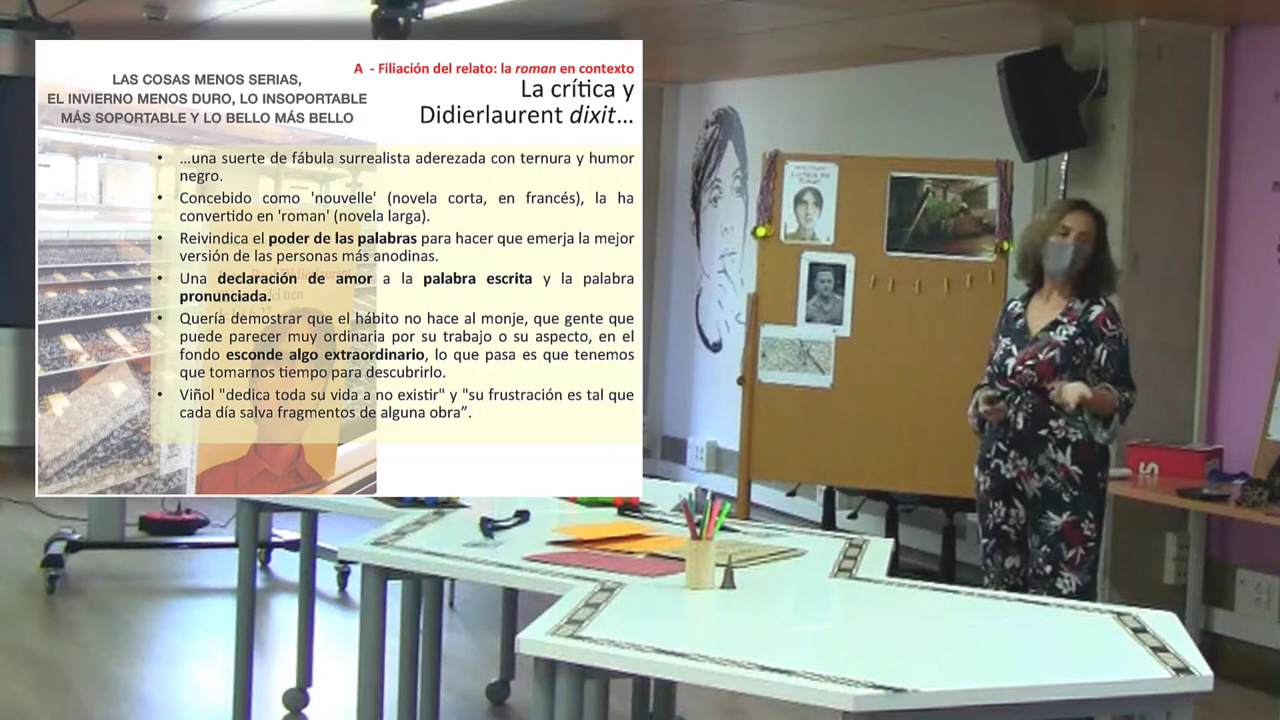 A - Filiación del relato: la roman en contexto
LAS COSAS MENOS SERIAS,
EL INVIERNO MENOS DURO, LO INSOPORTABLE
MÁS SOPORTABLE Y LO BELLO MÁS BELLO
La crítica y
Didierlaurent dixit...
• ...una suerte de fábula surrealista aderezada con ternura y humor
negro.
• Concebido como 'nouvelle' (novela corta, en francés), la ha
convertido en 'roman' (novela larga).
• Reivindica el poder de las palabras para hacer que emerja la mejor
versión de las personas más anodinas.
• Una declaración de amor a la palabra escrita y la palabra
pronunciada.
• Quería demostrar que el hábito no hace al monje, que gente que
puede parecer muy ordinaria por su trabajo o su aspecto, en el
fondo esconde algo extraordinario, lo que pasa es que tenemos
que tomarnos tiempo para descubrirlo.
• Viñol "dedica toda su vida a no existir" y "su frustración es tal que
cada día salva fragmentos de alguna obra”.
del tren